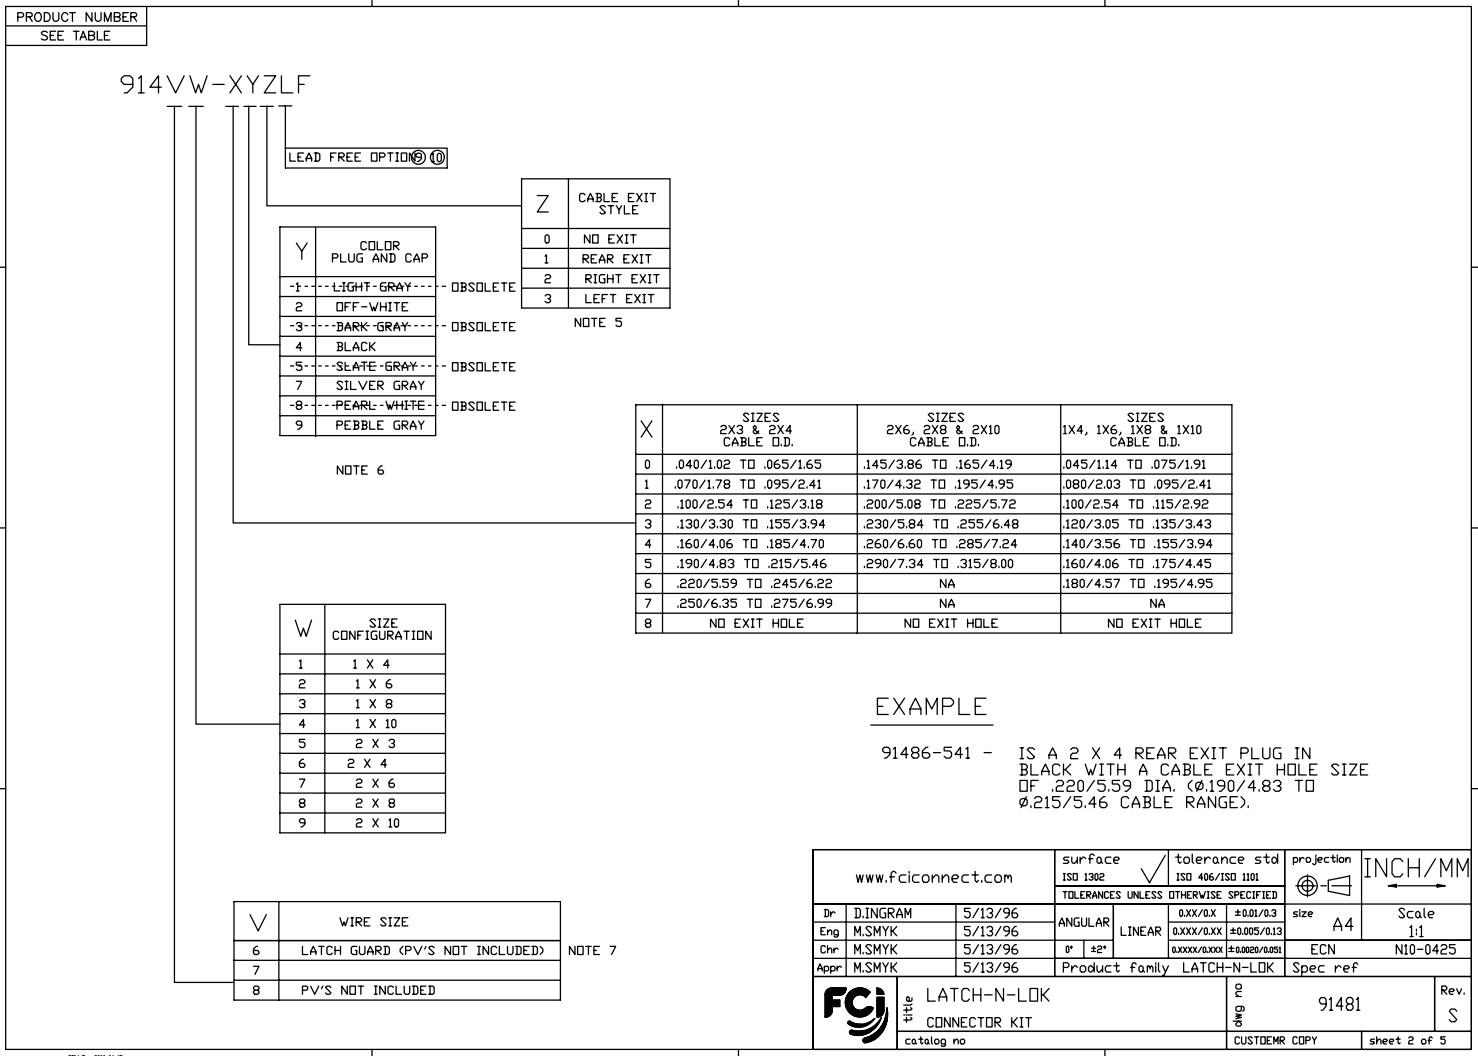 PRODUCT NUMBER
SEE TABLE
914VW-XYZLF
LEAD FREE OPTION 9 10
Z CABLE EXIT
STYLE
0 NO EXIT
1 REAR EXIT
2 RIGHT EXIT
3 LEFT EXIT
NOTE 5
Y COLOR
PLUG AND CAP
1 LIGHT GRAY OBSOLETE
2 OFF-WHITE
3 DARK GRAY OBSOLETE
4 BLACK
5 SLATE GRAY OBSOLETE
7 SILVER GRAY
8 PEARL WHITE OBSOLETE
9 PEBBLE GRAY
NOTE 6
X SIZES SIZES SIZES
2X3 & 2X4 2X6, 2X8 & 2X10 1X4, 1X6, 1X8 & 1X10
CABLE O.D. CABLE O.D. CABLE O.D.
0 .040/1.02 TO .065/1.65 .145/3.86 TO .165/4.19 .045/1.14 TO .075/1.91
1 .070/1.78 TO .095/2.41 .170/4.32 TO .195/4.95 .080/2.03 TO .095/2.41
2 .100/2.54 TO .125/3.18 .200/5.08 TO .225/5.72 .100/2.54 TO .115/2.92
3 .130/3.30 TO .155/3.94 .230/5.84 TO .255/6.48 .120/3.05 TO .135/3.43
4 .160/4.06 TO .185/4.70 .260/6.60 TO .285/7.24 .140/3.56 TO .155/3.94
5 .190/4.83 TO .215/5.46 .290/7.34 TO .315/8.00 .160/4.06 TO .175/4.45
6 .220/5.59 TO .245/6.22 NA .180/4.57 TO .195/4.95
7 .250/6.35 TO .275/6.99 NA NA
8 NO EXIT HOLE NO EXIT HOLE NO EXIT HOLE
W SIZE
CONFIGURATION
1 1 X 4
2 1 X 6
3 1 X 8
4 1 X 10
5 2 X 3
6 2 X 4
7 2 X 6
8 2 X 8
9 2 X 10
EXAMPLE
91486-541 - IS A 2 X 4 REAR EXIT PLUG IN
BLACK WITH A CABLE EXIT HOLE SIZE
OF .220/5.59 DIA. (Ø.190/4.83 TO
Ø.215/5.46 CABLE RANGE).
V WIRE SIZE
6 LATCH GUARD (PV'S NOT INCLUDED) NOTE 7
7
8 PV'S NOT INCLUDED
www.fciconnect.com
surface
ISO 1302
tolerance std
ISO 406/ISO 1101
projection
INCH/MM
TOLERANCES UNLESS OTHERWISE SPECIFIED
Dr D.INGRAM 5/13/96
Eng M.SMYK 5/13/96
Chr M.SMYK 5/13/96
Appr M.SMYK 5/13/96
ANGULAR
0° ±2°
LINEAR
0.XX/0.X ±0.01/0.3
0.XXX/0.XX ±0.005/0.13
0.XXXX/0.XXX ±0.0020/0.051
size A4
Scale
1:1
ECN N10-0425
Product family LATCH-N-LOK
Spec ref
FCi
title LATCH-N-LOK
CONNECTOR KIT
dwg no 91481
Rev.
S
catalog no
CUSTOEMR COPY
sheet 2 of 5